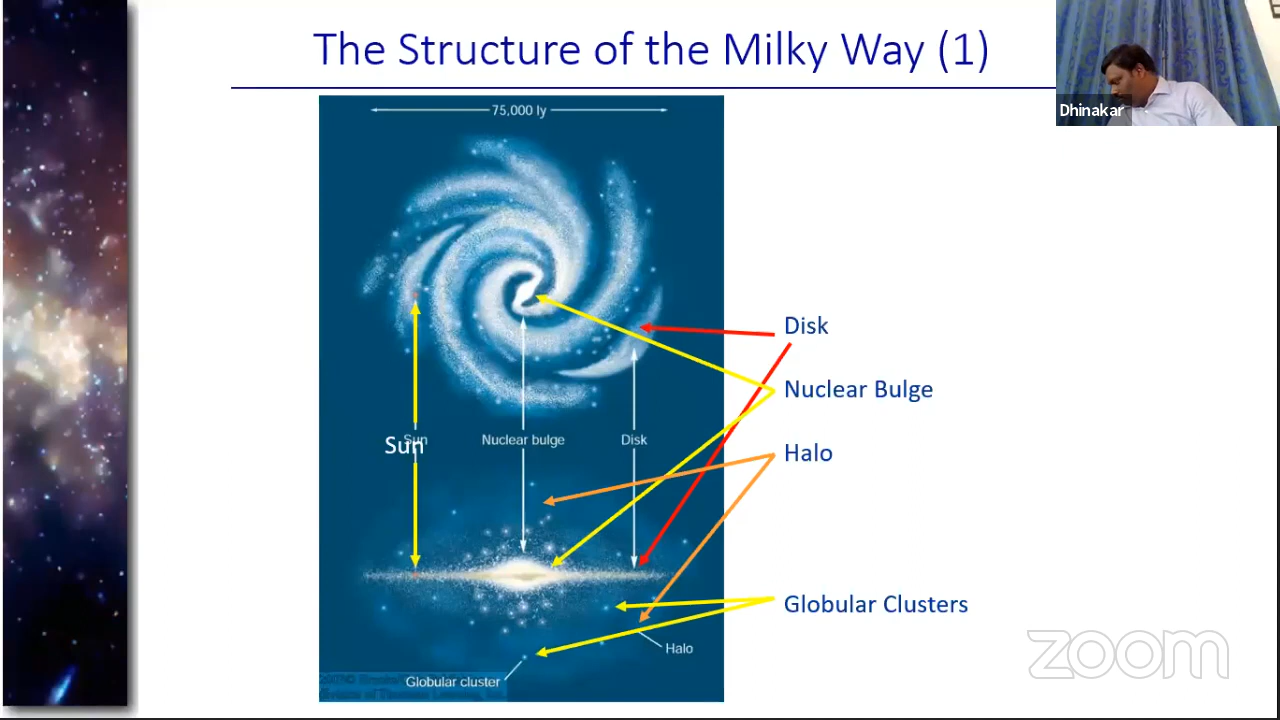 The Structure of the Milky Way (1)
Dhinakar
75,000 ly
Disk
Nuclear Bulge
Halo
Sun
Sun
Nuclear bulge
Disk
Globular Clusters
Halo
Globular cluster
zoom